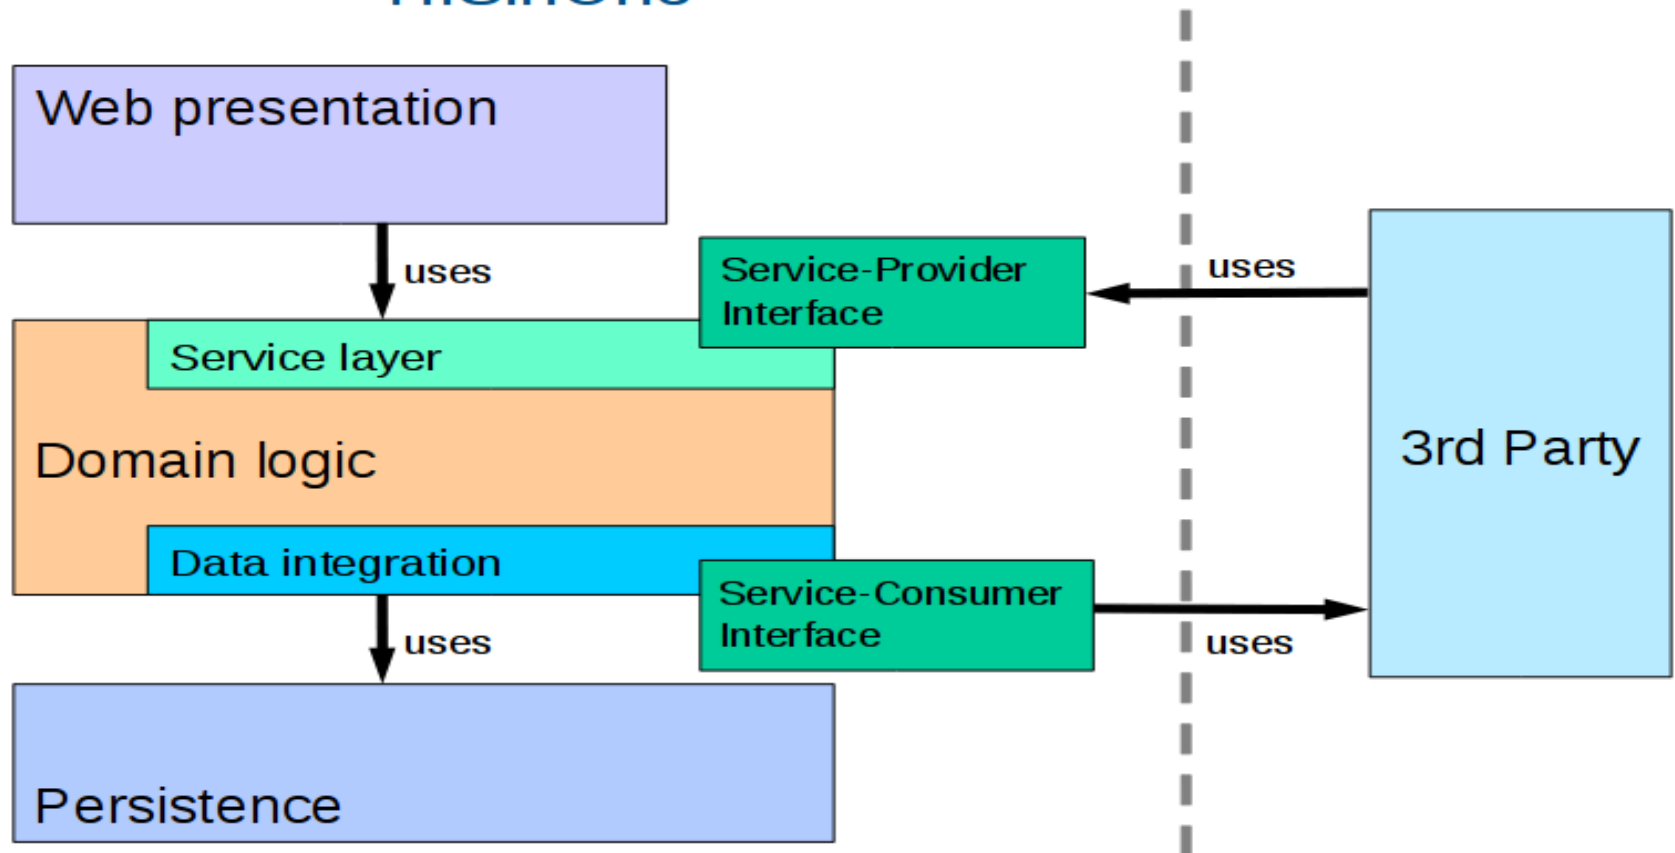 Web presentation
uses
Service-Provider
Interface
uses
Service layer
Domain logic
3rd Party
Data integration
Service-Consumer
Interface
uses
uses
Persistence